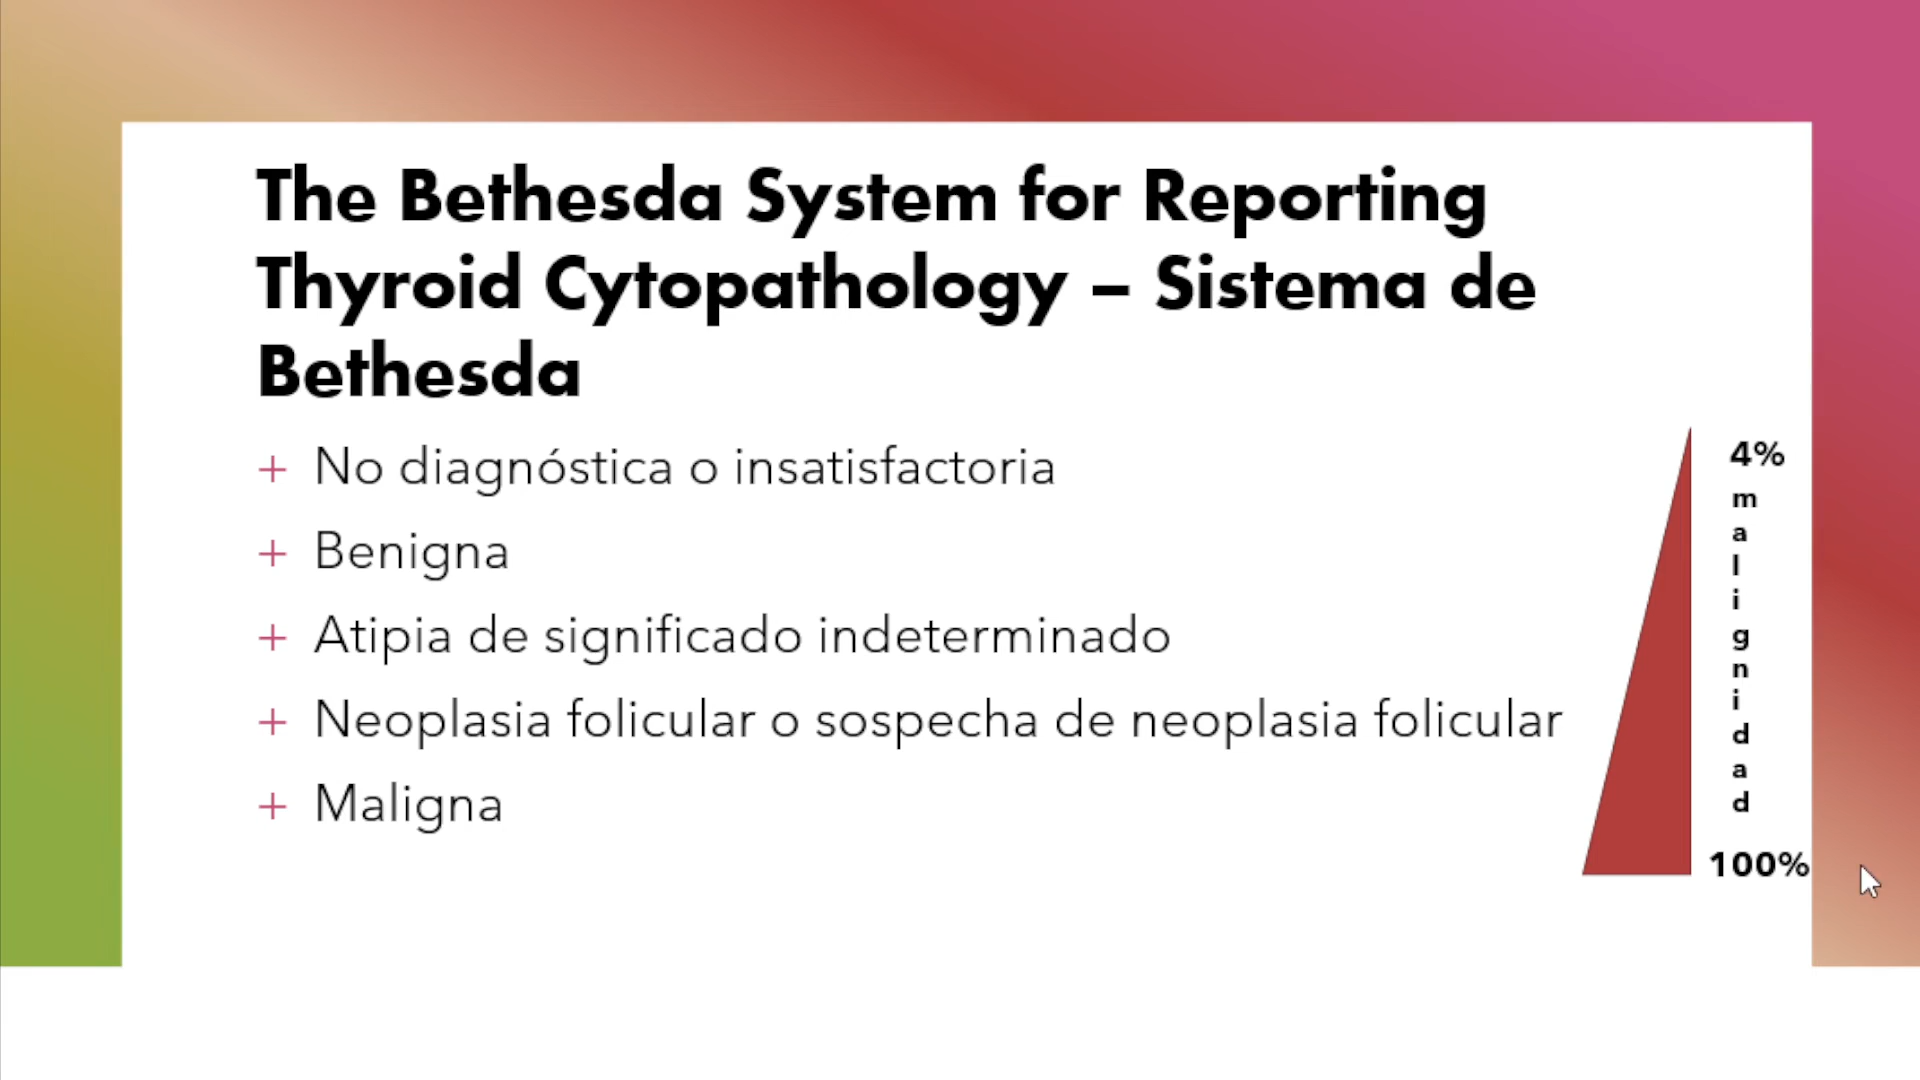 The Bethesda System for Reporting
Thyroid Cytopathology – Sistema de
Bethesda
+ No diagnóstica o insatisfactoria
+ Benigna
+ Atipia de significado indeterminado
+ Neoplasia folicular o sospecha de neoplasia folicular
+ Maligna
4%
malignidad
100%